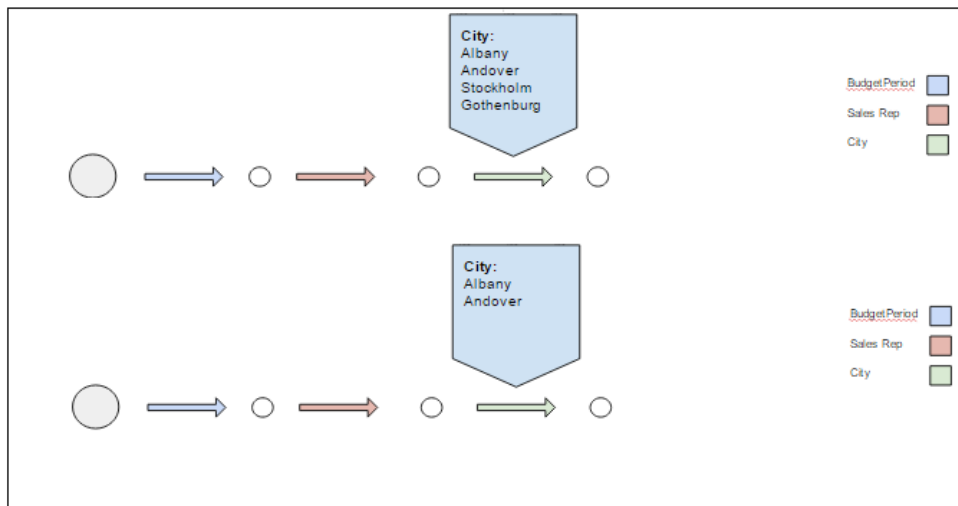 City:
Albany
Andover
Stockholm
Gothenburg
BudgetPeriod
Sales Rep
City
City:
Albany
Andover
BudgetPeriod
Sales Rep
City